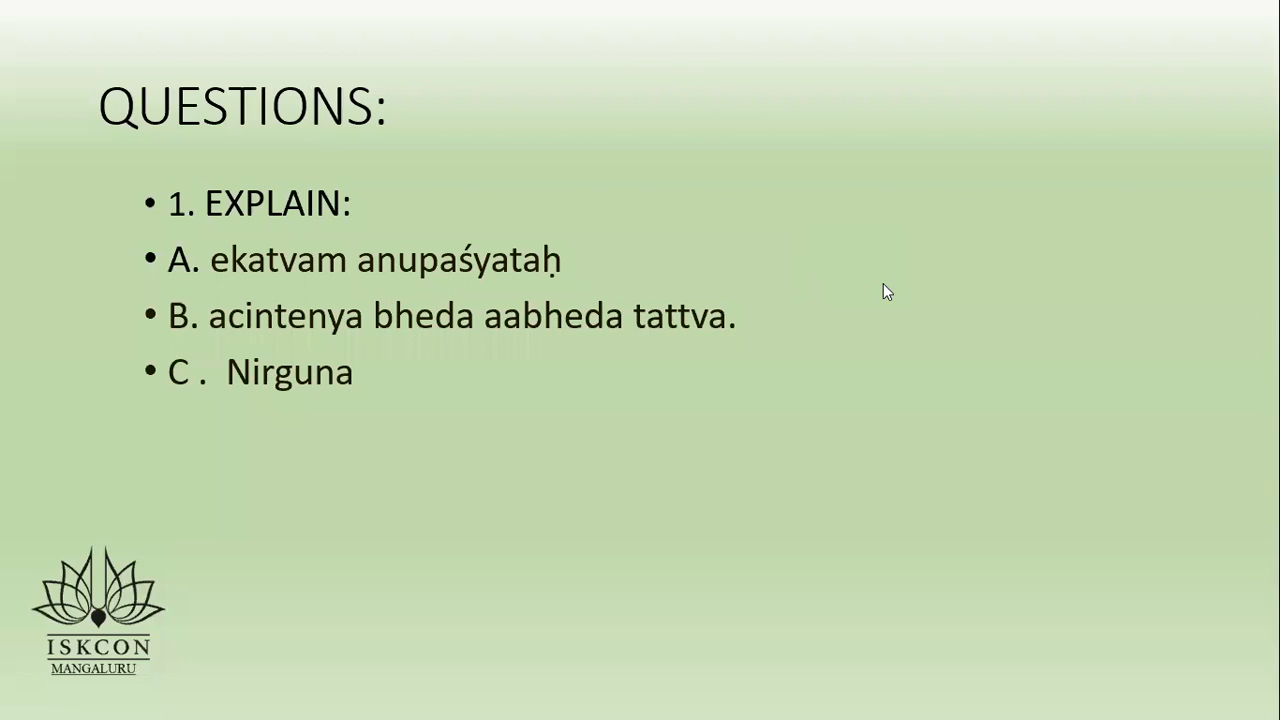 QUESTIONS:
• 1. EXPLAIN:
• A. ekatvam anupaśyataḥ
• B. acintenya bheda aabheda tattva.
• C . Nirguna
ISKCON
MANGALURU